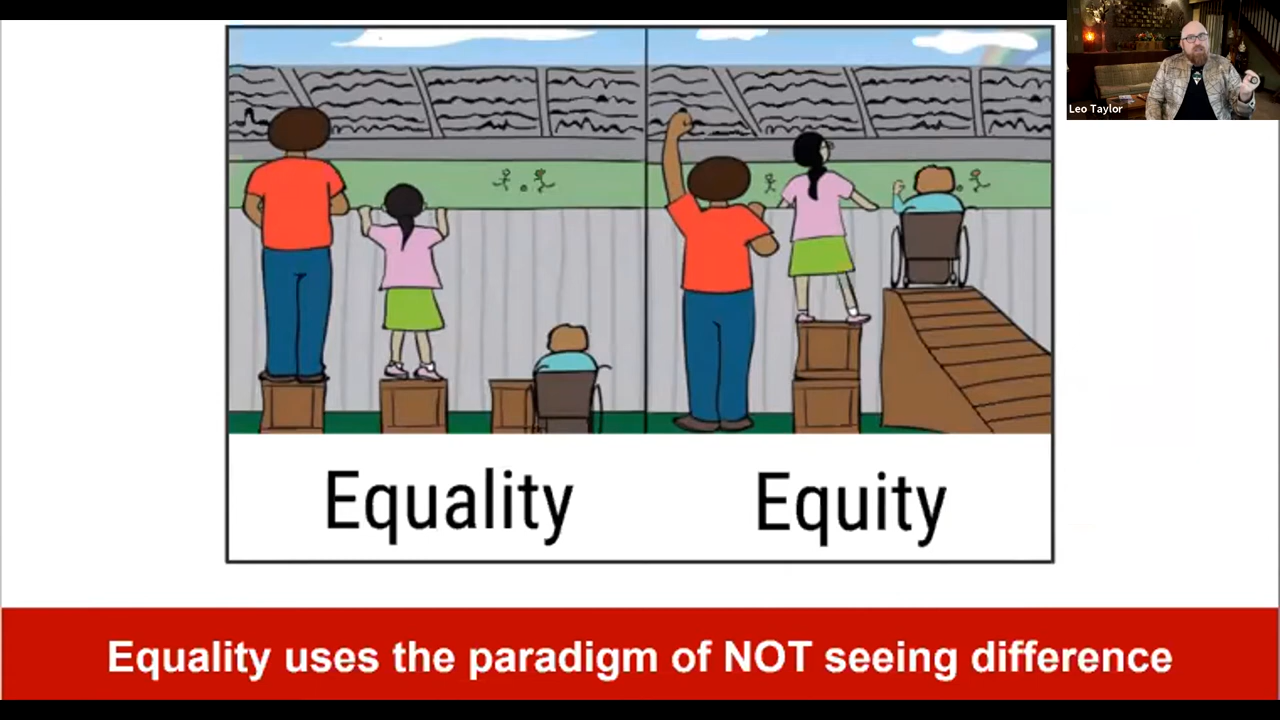 Leo Taylor
Equality
Equity
Equality uses the paradigm of NOT seeing difference